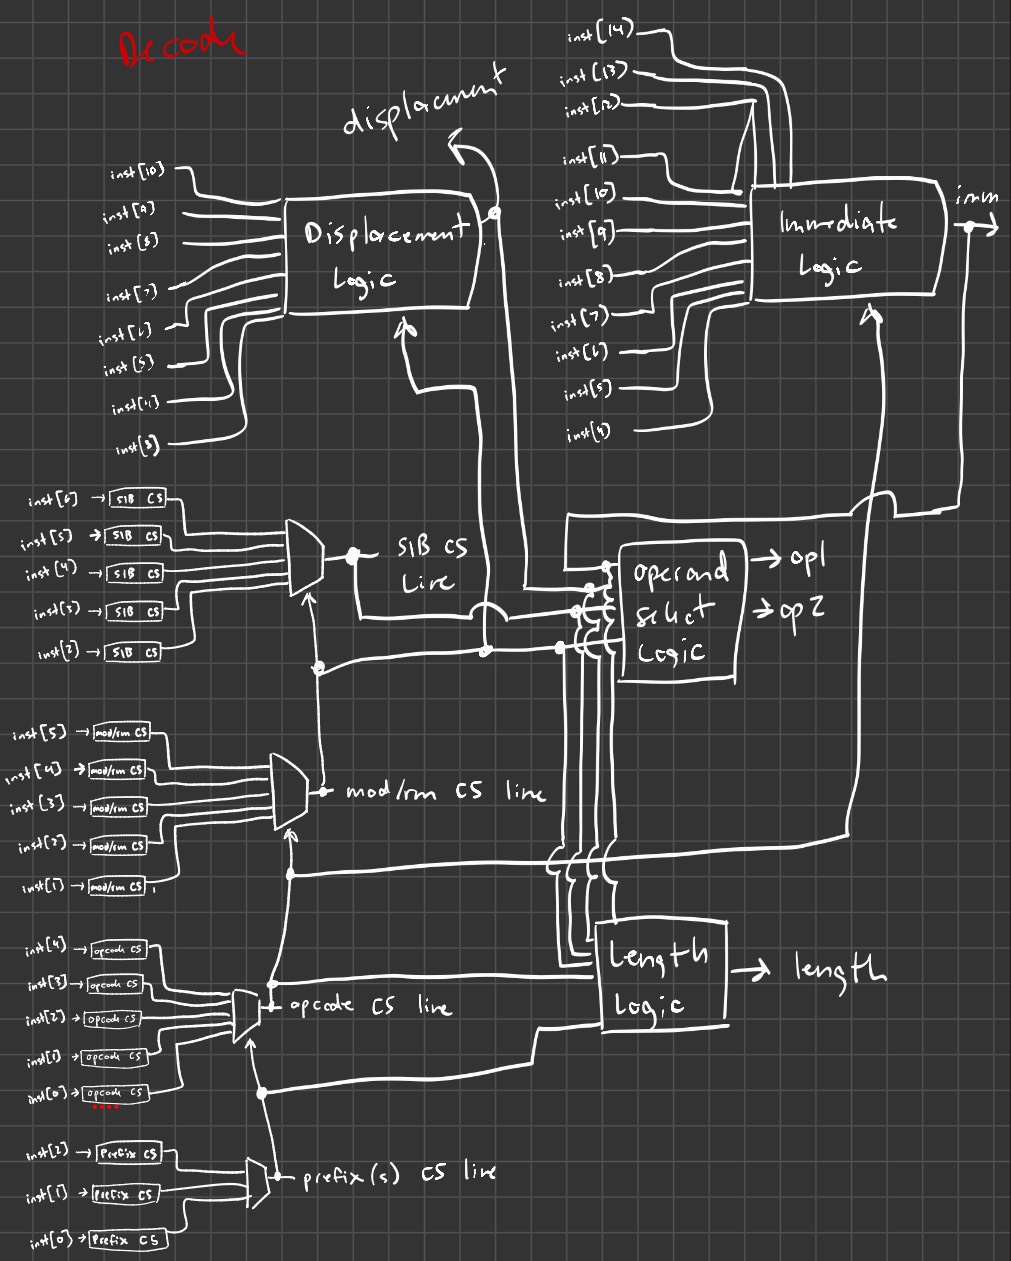 Decode
displacment
inst[14]
inst[13]
inst[12]
inst[11]
inst[10]
inst[9]
inst[8]
inst[7]
inst[6]
inst[5]
inst[4]
Immediate
Logic
imm
inst[10]
inst[9]
inst[8]
inst[7]
inst[6]
inst[5]
inst[4]
inst[3]
Displacement
Logic
inst[6] → SIB CS
inst[5] → SIB CS
inst[4] → SIB CS
inst[3] → SIB CS
inst[2] → SIB CS
SIB CS
Line
operand
select
Logic
→ op1
→ op2
inst[5] → mod/rm CS
inst[4] → mod/rm CS
inst[3] → mod/rm CS
inst[2] → mod/rm CS
inst[1] → mod/rm CS
mod/rm CS line
inst[4] → opcode CS
inst[3] → opcode CS
inst[2] → opcode CS
inst[1] → opcode CS
inst[0] → opcode CS
opcode CS line
Length
Logic
→ length
inst[2] → Prefix CS
inst[1] → Prefix CS
inst[0] → Prefix CS
prefix(s) CS line